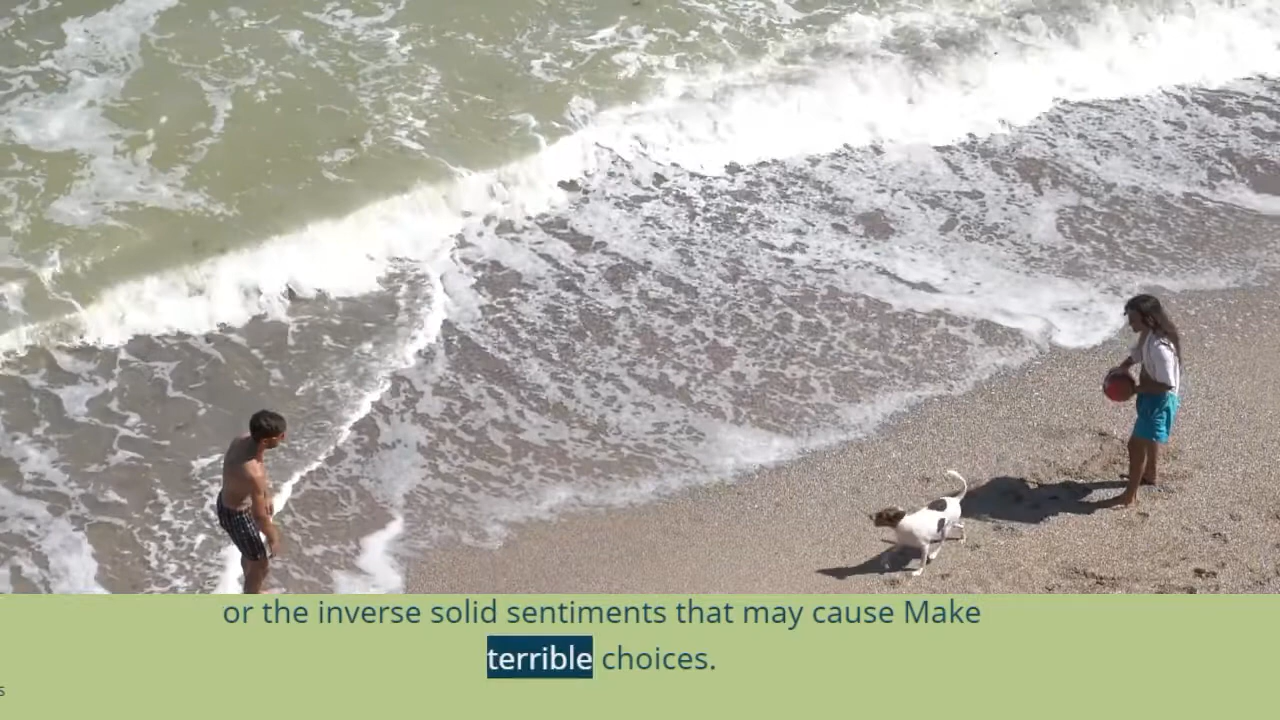 or the inverse solid sentiments that may cause Make
terrible choices.
s